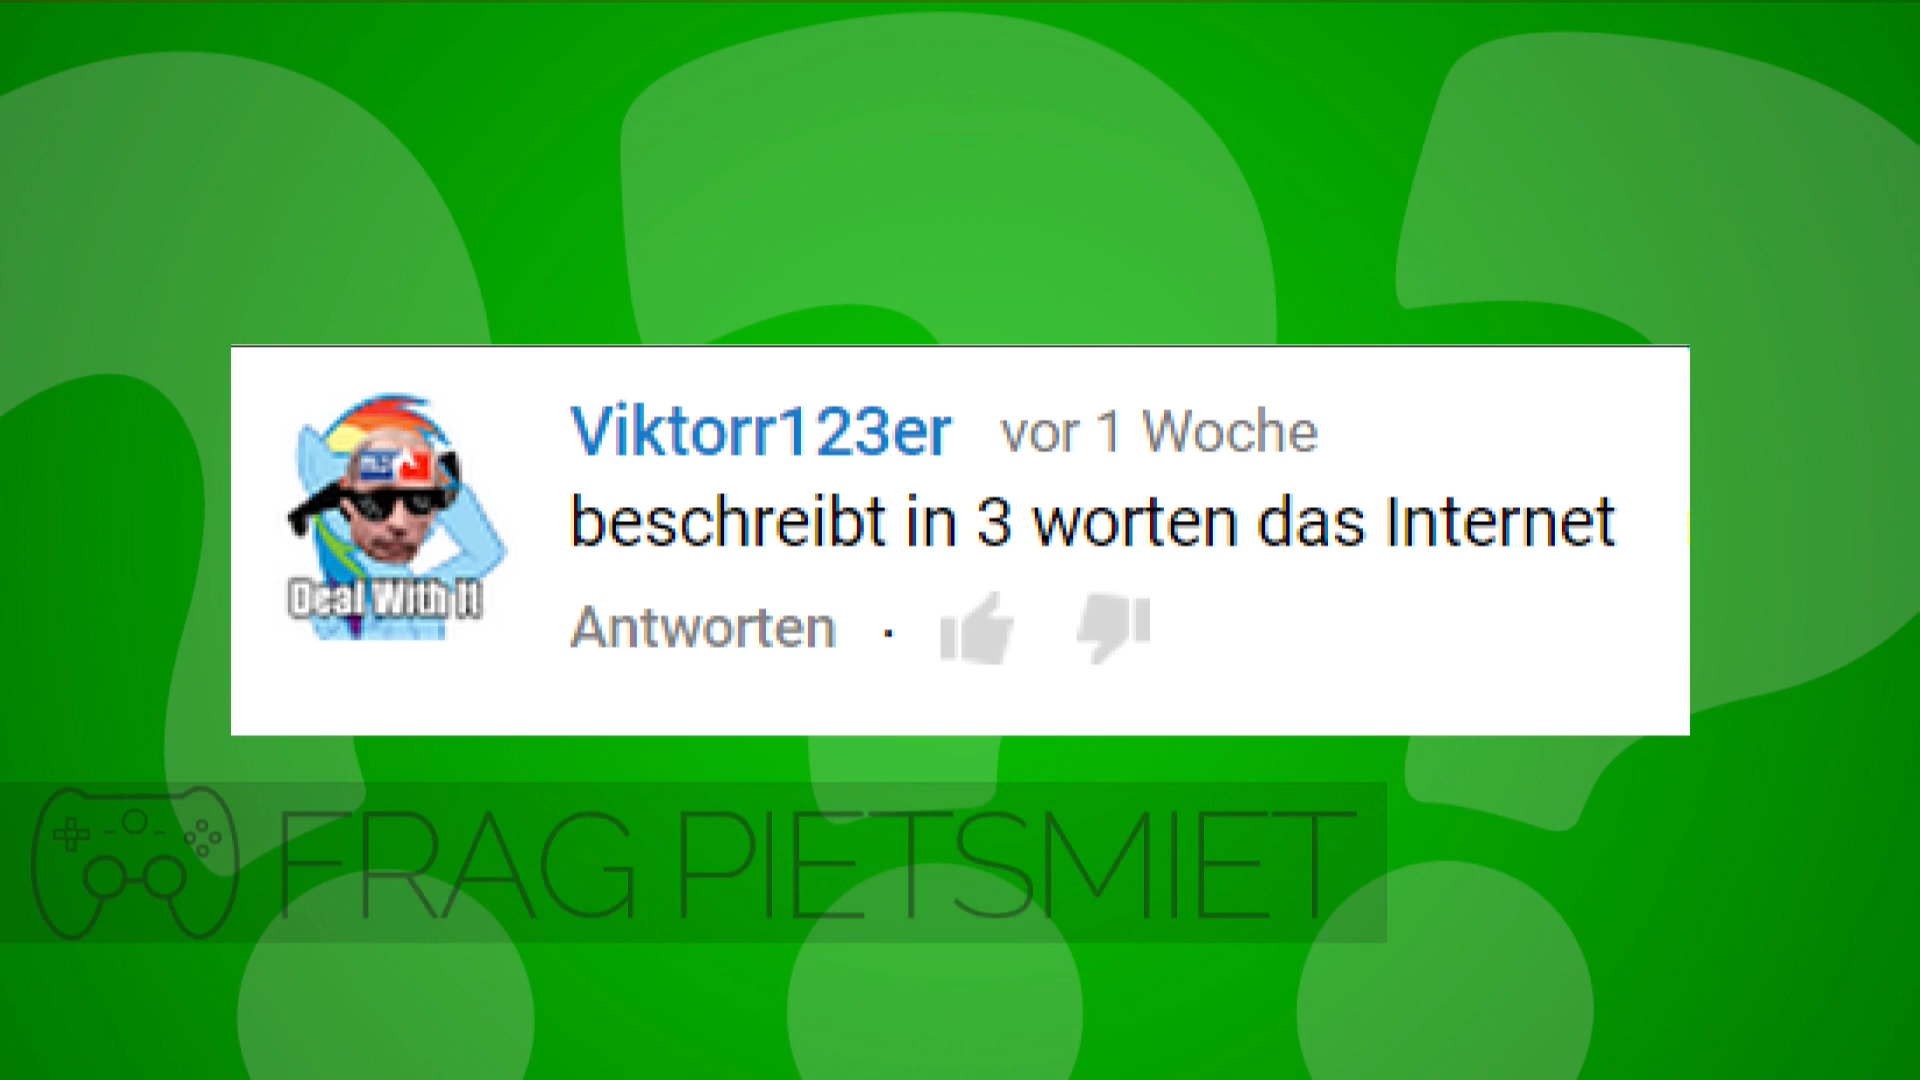 Viktorr123er vor 1 Woche
beschreibt in 3 worten das Internet
Deal With It
Antworten ·
FRAG PIETSMIET